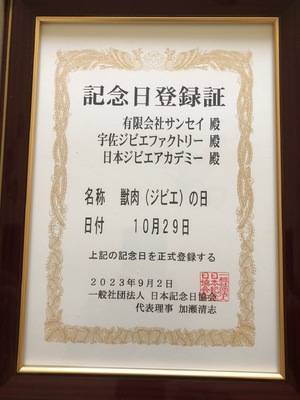 記念日登録証
有限会社サンセイ 殿
宇佐ジビエファクトリー 殿
日本ジビエアカデミー 殿
名称 獣肉（ジビエ）の日
日付 10月29日
上記の記念日を正式登録する
2023年9月2日
一般社団法人 日本記念日協会
代表理事 加瀬清志